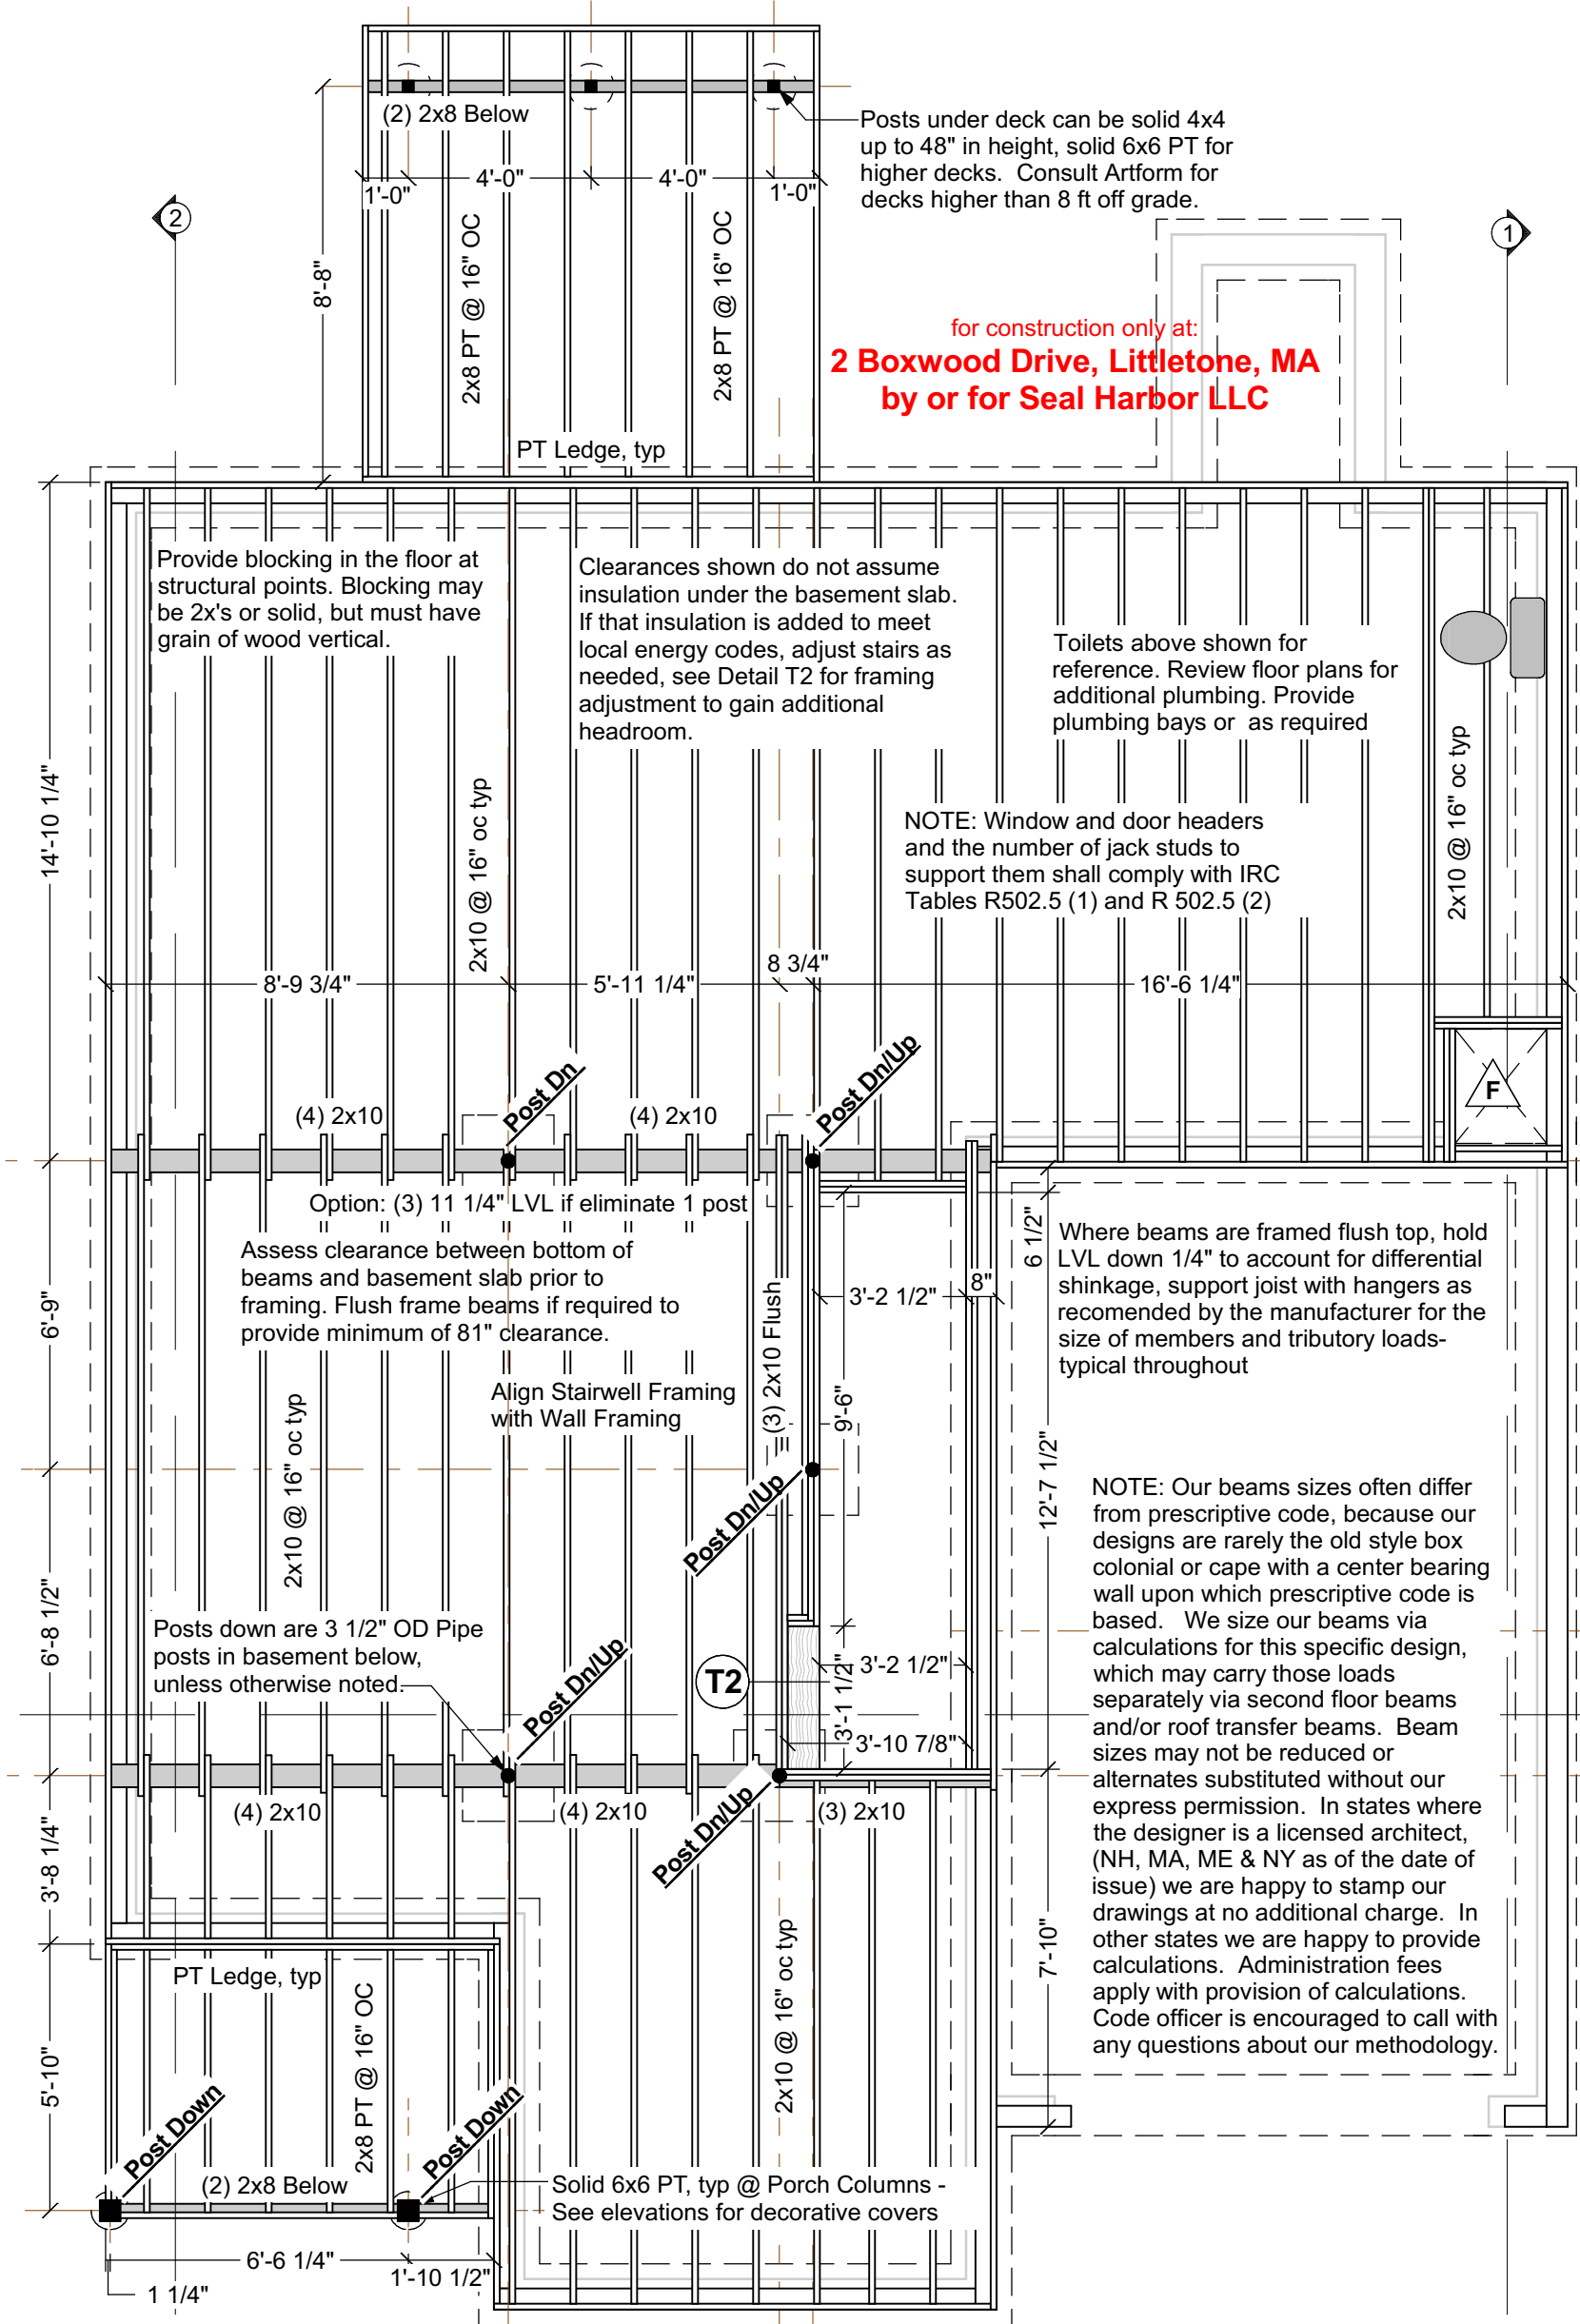 (2) 2x8 Below
Posts under deck can be solid 4x4
up to 48" in height, solid 6x6 PT for
higher decks.  Consult Artform for
decks higher than 8 ft off grade.
1'-0"
4'-0"
4'-0"
1'-0"
2
1
8'-8"
2x8 PT @ 16" OC
2x8 PT @ 16" OC
for construction only at:
2 Boxwood Drive, Littletone, MA
by or for Seal Harbor LLC
PT Ledge, typ
Provide blocking in the floor at
structural points. Blocking may
be 2x's or solid, but must have
grain of wood vertical.
Clearances shown do not assume
insulation under the basement slab.
If that insulation is added to meet
local energy codes, adjust stairs as
needed, see Detail T2 for framing
adjustment to gain additional
headroom.
Toilets above shown for
reference. Review floor plans for
additional plumbing. Provide
plumbing bays or  as required
14'-10 1/4"
2x10 @ 16" oc typ
2x10 @ 16" oc typ
NOTE: Window and door headers
and the number of jack studs to
support them shall comply with IRC
Tables R502.5 (1) and R 502.5 (2)
8'-9 3/4"
5'-11 1/4"
8 3/4"
16'-6 1/4"
Post Dn
Post Dn/Up
F
(4) 2x10
(4) 2x10
Option: (3) 11 1/4" LVL if eliminate 1 post
Assess clearance between bottom of
beams and basement slab prior to
framing. Flush frame beams if required to
provide minimum of 81" clearance.
6 1/2"
Where beams are framed flush top, hold
LVL down 1/4" to account for differential
shinkage, support joist with hangers as
recomended by the manufacturer for the
size of members and tributory loads-
typical throughout
6'-9"
3'-2 1/2"
8"
(3) 2x10 Flush
9'-6"
Align Stairwell Framing
with Wall Framing
2x10 @ 16" oc typ
12'-7 1/2"
Post Dn/Up
NOTE: Our beams sizes often differ
from prescriptive code, because our
designs are rarely the old style box
colonial or cape with a center bearing
wall upon which prescriptive code is
based.   We size our beams via
calculations for this specific design,
which may carry those loads
separately via second floor beams
and/or roof transfer beams.  Beam
sizes may not be reduced or
alternates substituted without our
express permission.  In states where
the designer is a licensed architect,
(NH, MA, ME & NY as of the date of
issue) we are happy to stamp our
drawings at no additional charge.  In
other states we are happy to provide
calculations.  Administration fees
apply with provision of calculations.
Code officer is encouraged to call with
any questions about our methodology.
6'-8 1/2"
Posts down are 3 1/2" OD Pipe
posts in basement below,
unless otherwise noted.
Post Dn/Up
T2
3'-2 1/2"
3'-1 1/2"
3'-10 7/8"
(4) 2x10
(4) 2x10
Post Dn/Up
(3) 2x10
3'-8 1/4"
7'-10"
PT Ledge, typ
2x8 PT @ 16" OC
2x10 @ 16" oc typ
5'-10"
Post Down
Post Down
(2) 2x8 Below
Solid 6x6 PT, typ @ Porch Columns -
See elevations for decorative covers
6'-6 1/4"
1'-10 1/2"
1 1/4"